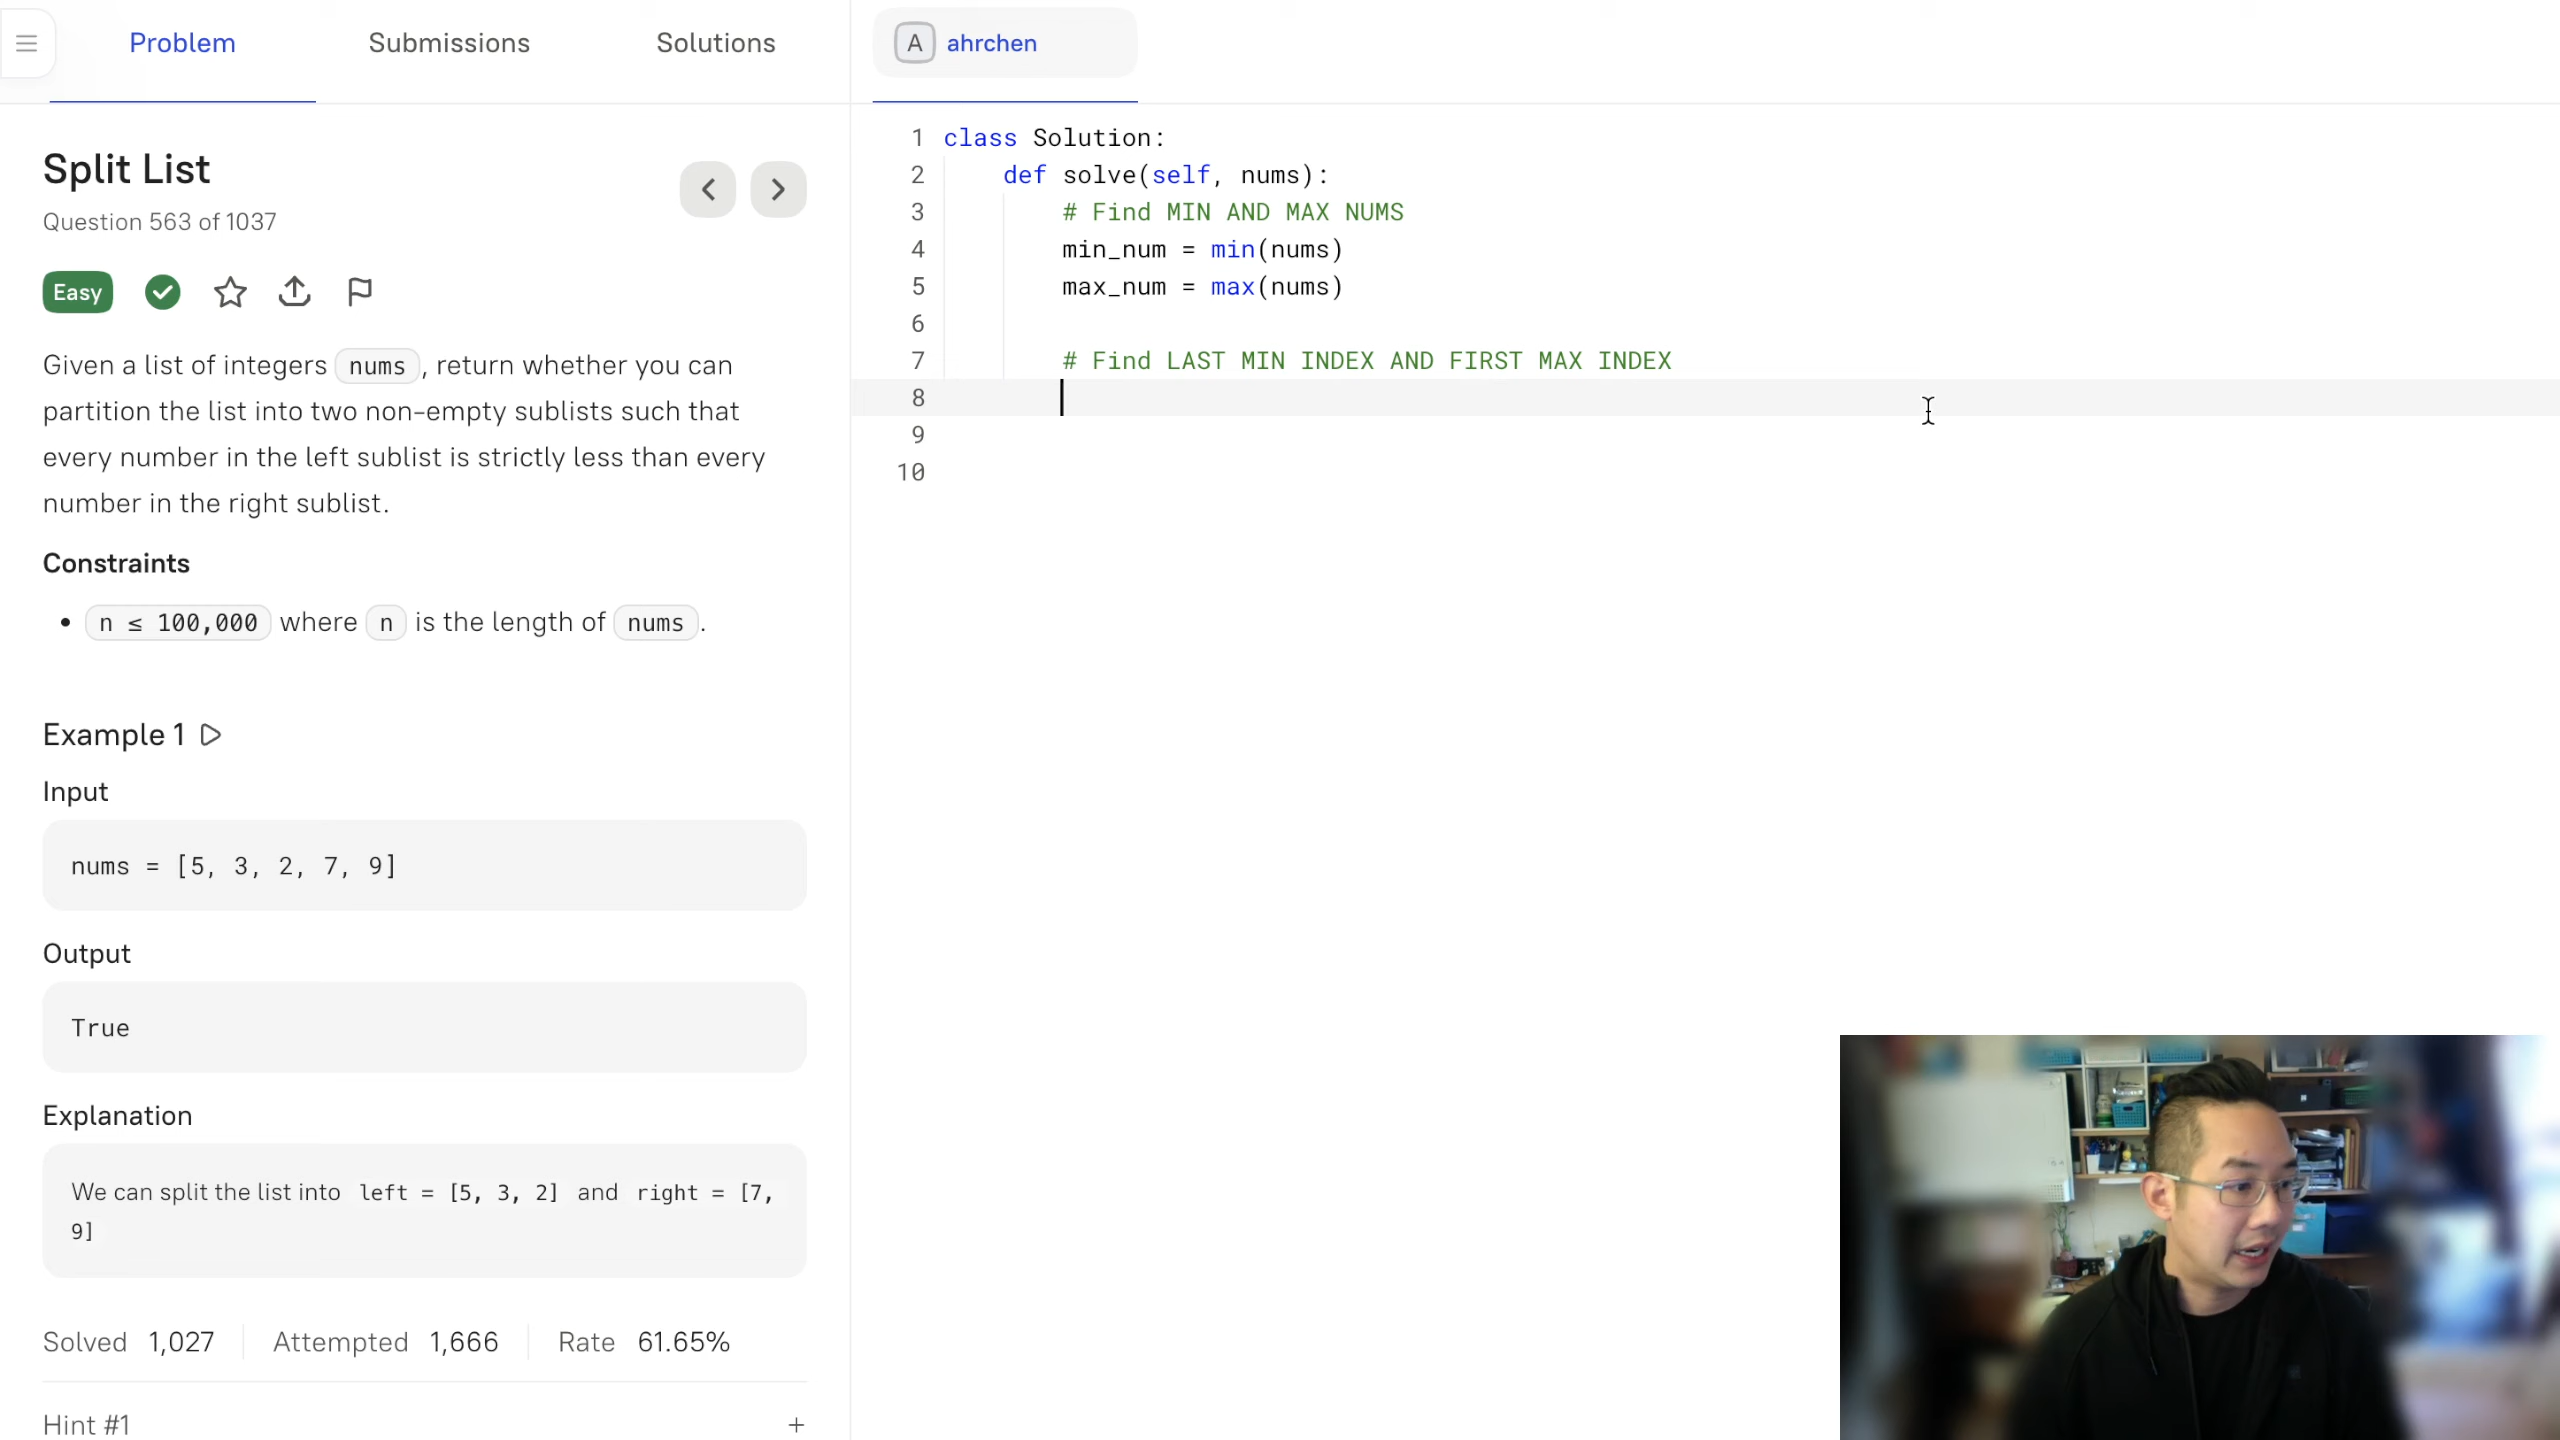 Problem
Submissions
Solutions
A ahrchen
Split List
Question 563 of 1037
Easy
Given a list of integers nums, return whether you can
partition the list into two non-empty sublists such that
every number in the left sublist is strictly less than every
number in the right sublist.
Constraints
• n ≤ 100,000 where n is the length of nums.
Example 1
Input
nums = [5, 3, 2, 7, 9]
Output
True
Explanation
We can split the list into left = [5, 3, 2] and right = [7,
9]
Solved 1,027 Attempted 1,666 Rate 61.65%
Hint #1 +
1 class Solution:
2 def solve(self, nums):
3 # Find MIN AND MAX NUMS
4 min_num = min(nums)
5 max_num = max(nums)
6
7 # Find LAST MIN INDEX AND FIRST MAX INDEX
8
9
10